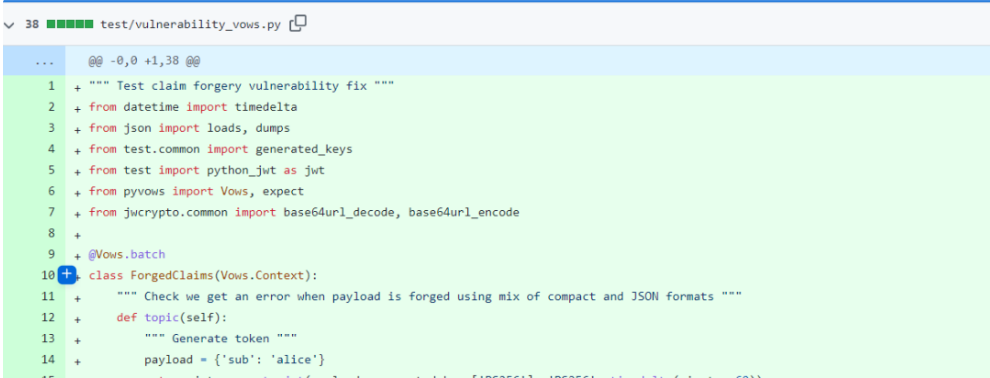 38 test/vulnerability_vows.py
... @@ -0,0 +1,38 @@
1 + """ Test claim forgery vulnerability fix """
2 + from datetime import timedelta
3 + from json import loads, dumps
4 + from test.common import generated_keys
5 + from test import python_jwt as jwt
6 + from pyvows import Vows, expect
7 + from jwcrypto.common import base64url_decode, base64url_encode
8 +
9 + @Vows.batch
10 + class ForgedClaims(Vows.Context):
11 + """ Check we get an error when payload is forged using mix of compact and JSON formats """
12 + def topic(self):
13 + """ Generate token """
14 + payload = {'sub': 'alice'}